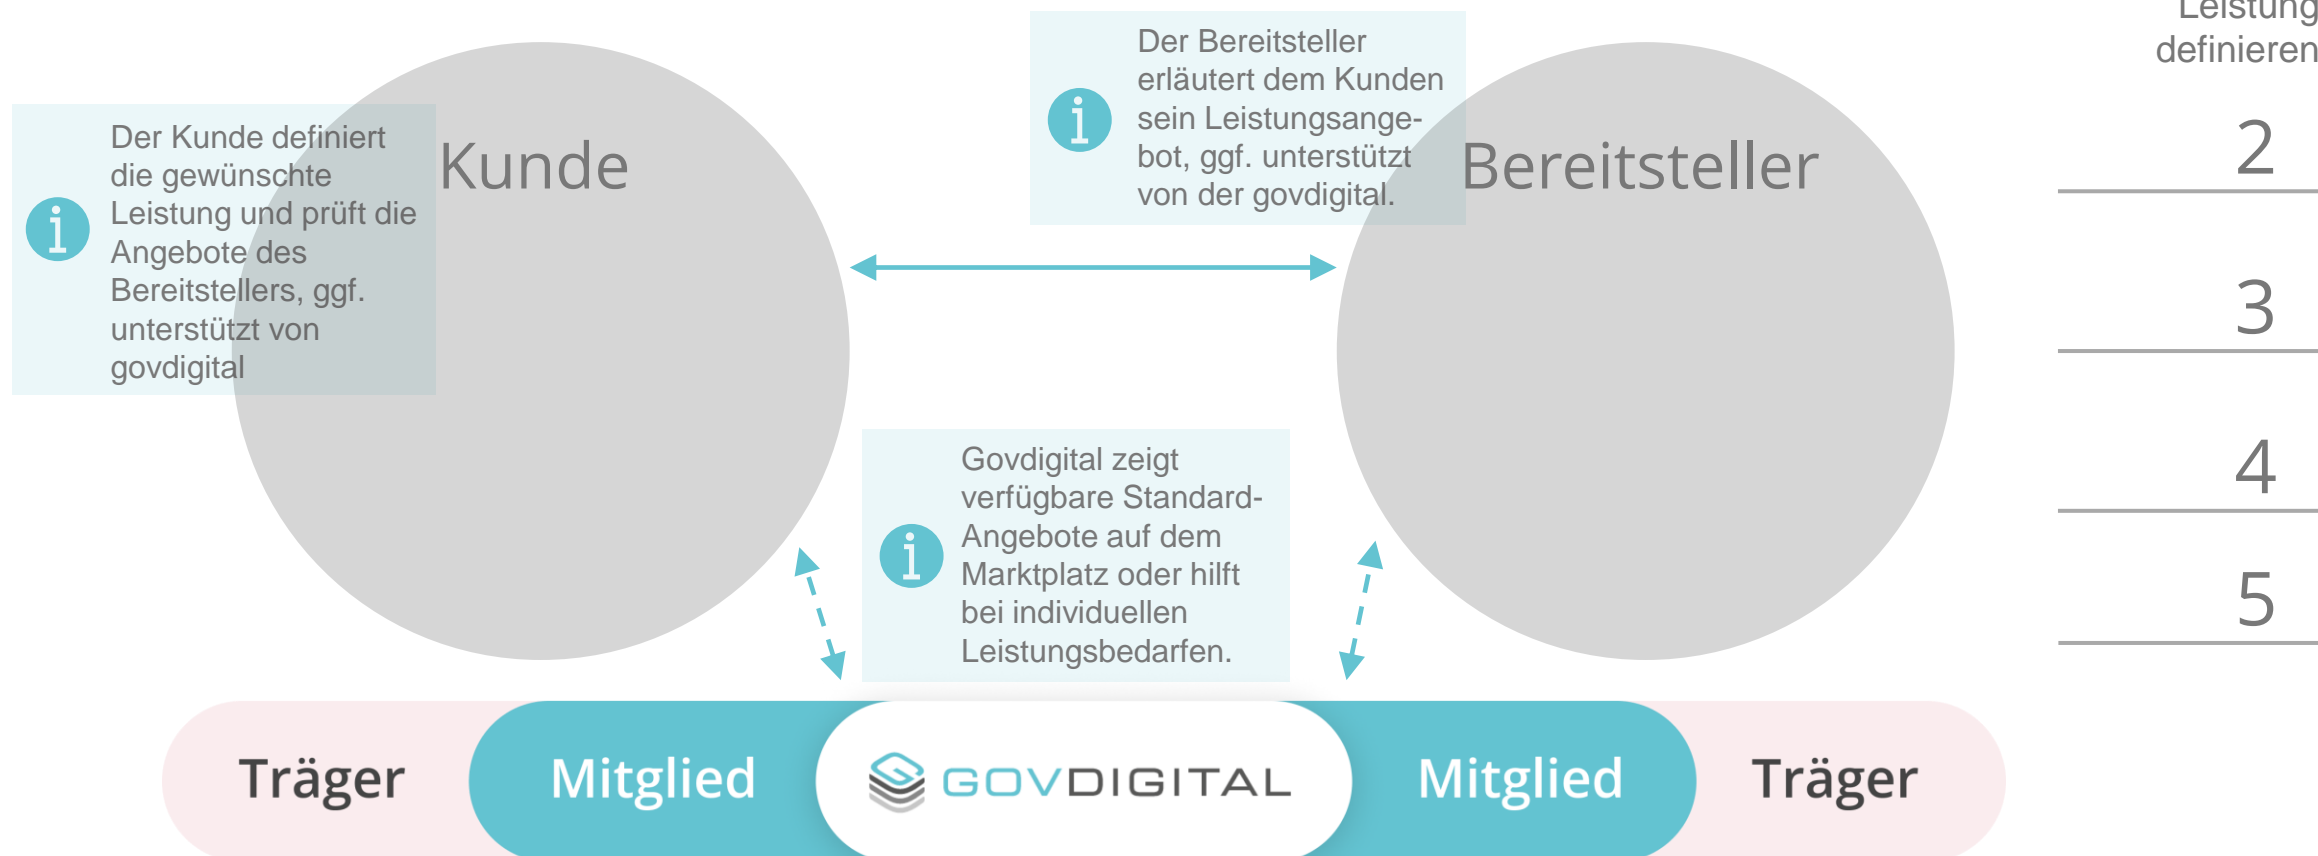 Der Kunde definiert
die gewünschte
Leistung und prüft die
Angebote des
Bereitstellers, ggf.
unterstützt von
govdigital
Kunde
Der Bereitsteller
erläutert dem Kunden
sein Leistungsange-
bot, ggf. unterstützt
von der govdigital.
Bereitsteller
Govdigital zeigt
verfügbare Standard-
Angebote auf dem
Marktplatz oder hilft
bei individuellen
Leistungsbedarfen.
Leistung
definieren
2
3
4
5
Träger
Mitglied
GOVDIGITAL
Mitglied
Träger